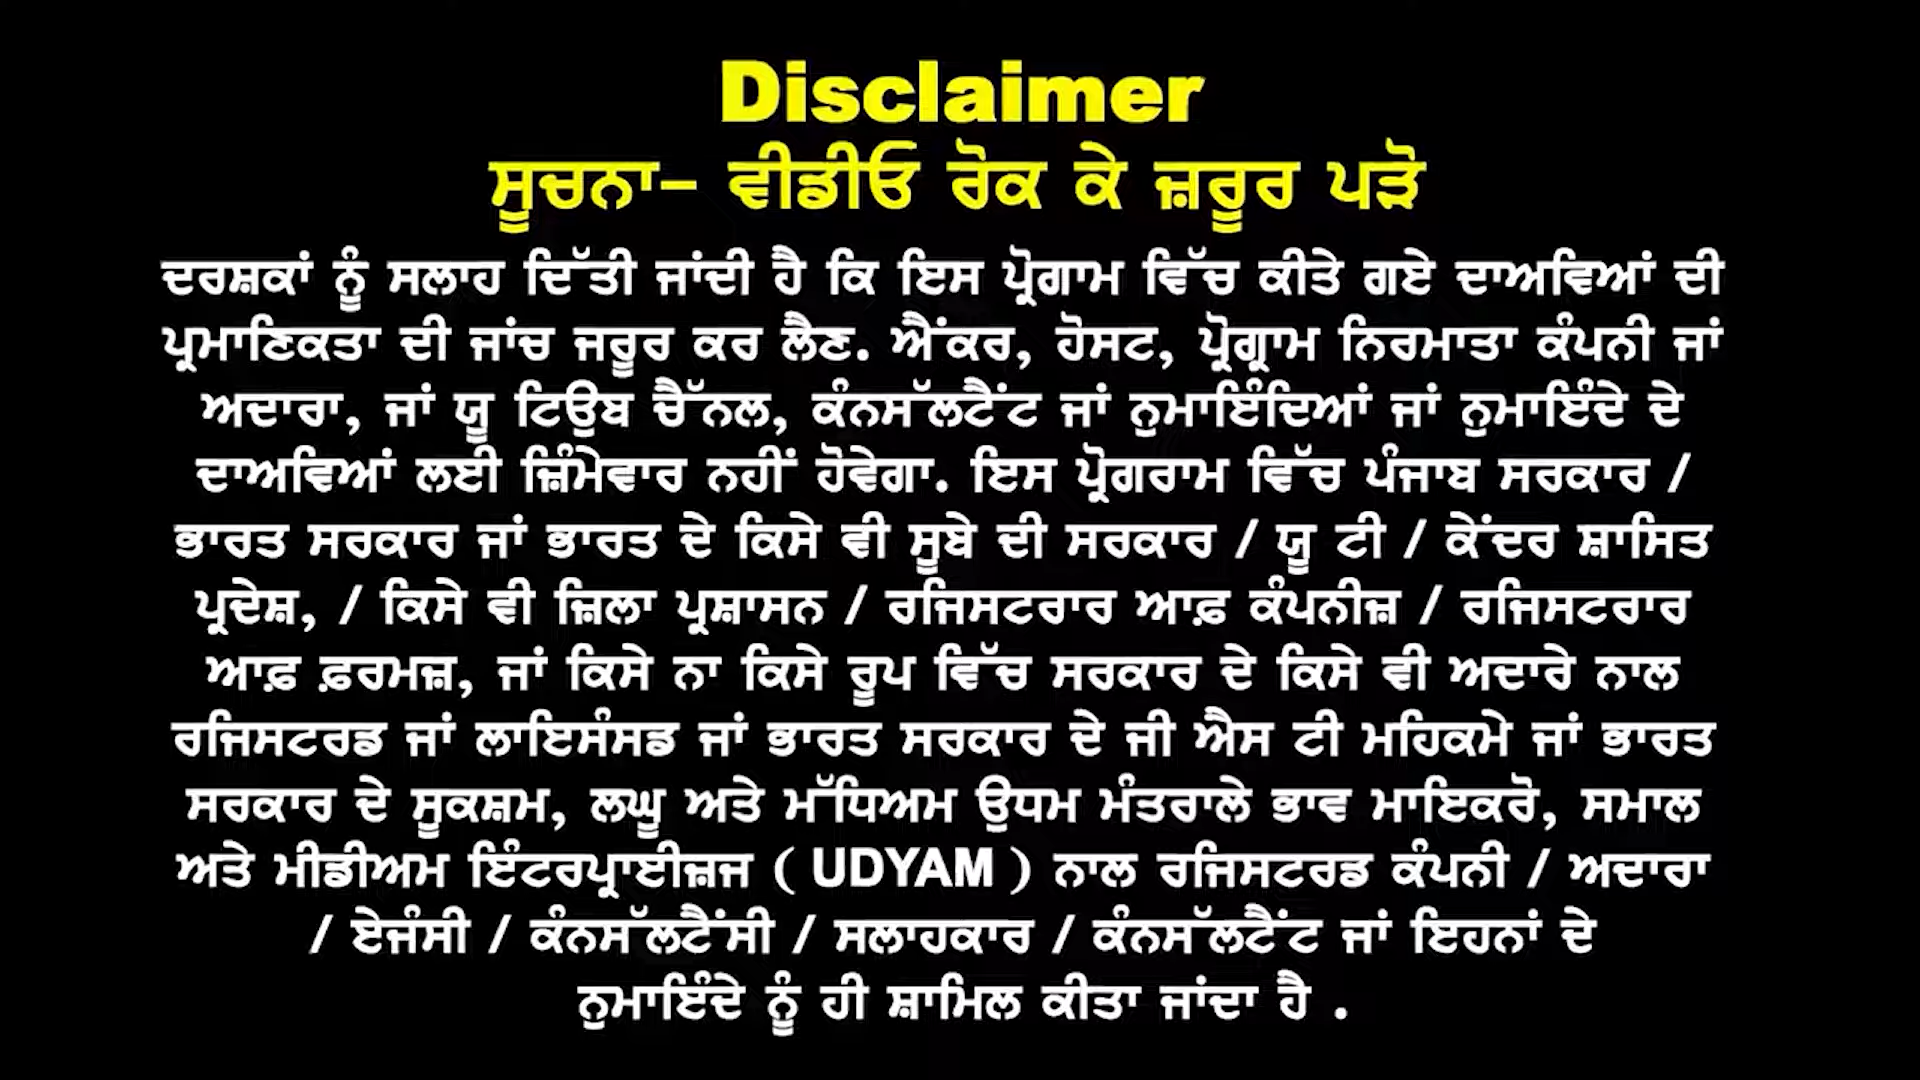 Disclaimer
ਸੂਚਨਾ- ਵੀਡੀਓ ਰੋਕ ਕੇ ਜ਼ਰੂਰ ਪੜੋ
ਦਰਸ਼ਕਾਂ ਨੂੰ ਸਲਾਹ ਦਿੱਤੀ ਜਾਂਦੀ ਹੈ ਕਿ ਇਸ ਪ੍ਰੋਗਾਮ ਵਿੱਚ ਕੀਤੇ ਗਏ ਦਾਅਵਿਆਂ ਦੀ
ਪ੍ਰਮਾਣਿਕਤਾ ਦੀ ਜਾਂਚ ਜਰੂਰ ਕਰ ਲੈਣ. ਐਂਕਰ, ਹੋਸਟ, ਪ੍ਰੋਗ੍ਰਾਮ ਨਿਰਮਾਤਾ ਕੰਪਨੀ ਜਾਂ
ਅਦਾਰਾ, ਜਾਂ ਯੂ ਟਿਊਬ ਚੈੱਨਲ, ਕੰਨਸੱਲਟੈਂਟ ਜਾਂ ਨੁਮਾਇੰਦਿਆਂ ਜਾਂ ਨੁਮਾਇੰਦੇ ਦੇ
ਦਾਅਵਿਆਂ ਲਈ ਜ਼ਿੰਮੇਵਾਰ ਨਹੀਂ ਹੋਵੇਗਾ. ਇਸ ਪ੍ਰੋਗਰਾਮ ਵਿੱਚ ਪੰਜਾਬ ਸਰਕਾਰ /
ਭਾਰਤ ਸਰਕਾਰ ਜਾਂ ਭਾਰਤ ਦੇ ਕਿਸੇ ਵੀ ਸੂਬੇ ਦੀ ਸਰਕਾਰ / ਯੂ ਟੀ / ਕੇਂਦਰ ਸ਼ਾਸਿਤ
ਪ੍ਰਦੇਸ਼, / ਕਿਸੇ ਵੀ ਜ਼ਿਲਾ ਪ੍ਰਸ਼ਾਸਨ / ਰਜਿਸਟਰਾਰ ਆਫ਼ ਕੰਪਨੀਜ਼ / ਰਜਿਸਟਰਾਰ
ਆਫ਼ ਫ਼ਰਮਜ਼, ਜਾਂ ਕਿਸੇ ਨਾ ਕਿਸੇ ਰੂਪ ਵਿੱਚ ਸਰਕਾਰ ਦੇ ਕਿਸੇ ਵੀ ਅਦਾਰੇ ਨਾਲ
ਰਜਿਸਟਰਡ ਜਾਂ ਲਾਇਸੰਸਡ ਜਾਂ ਭਾਰਤ ਸਰਕਾਰ ਦੇ ਜੀ ਐਸ ਟੀ ਮਹਿਕਮੇ ਜਾਂ ਭਾਰਤ
ਸਰਕਾਰ ਦੇ ਸੂਕਸ਼ਮ, ਲਘੂ ਅਤੇ ਮੱਧਿਅਮ ਉਧਮ ਮੰਤਰਾਲੇ ਭਾਵ ਮਾਇਕਰੋ, ਸਮਾਲ
ਅਤੇ ਮੀਡੀਅਮ ਇੰਟਰਪ੍ਰਾਈਜ਼ਜ ( UDYAM ) ਨਾਲ ਰਜਿਸਟਰਡ ਕੰਪਨੀ / ਅਦਾਰਾ
/ ਏਜੰਸੀ / ਕੰਨਸੱਲਟੈਂਸੀ / ਸਲਾਹਕਾਰ / ਕੰਨਸੱਲਟੈਂਟ ਜਾਂ ਇਹਨਾਂ ਦੇ
ਨੁਮਾਇੰਦੇ ਨੂੰ ਹੀ ਸ਼ਾਮਿਲ ਕੀਤਾ ਜਾਂਦਾ ਹੈ .